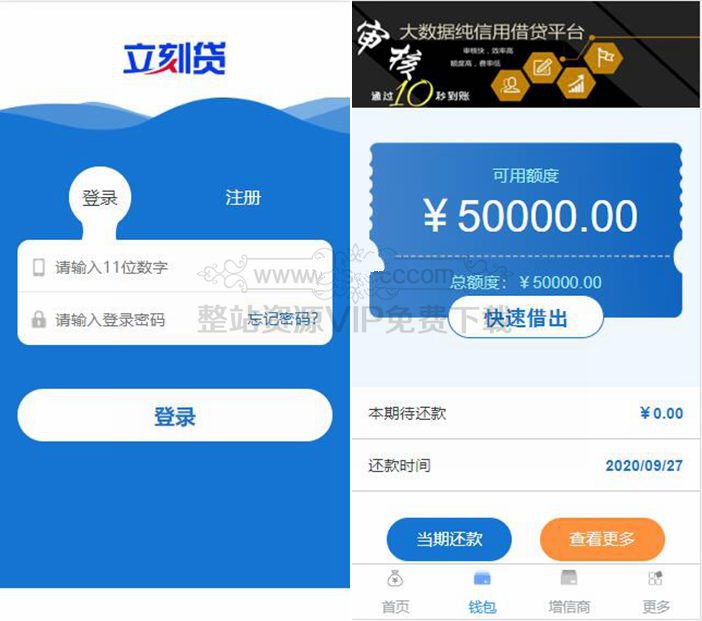 立刻贷
登录
注册
请输入11位数字
请输入登录密码
忘记密码?
登录
审核
大数据纯信用借贷平台
审核快,效率高
额度高,费率低
通过10秒到账
可用额度
￥50000.00
总额度：￥50000.00
快速借出
本期待还款
￥0.00
还款时间
2020/09/27
当期还款
查看更多
首页
钱包
增信商
更多
整站资源VIP免费下载